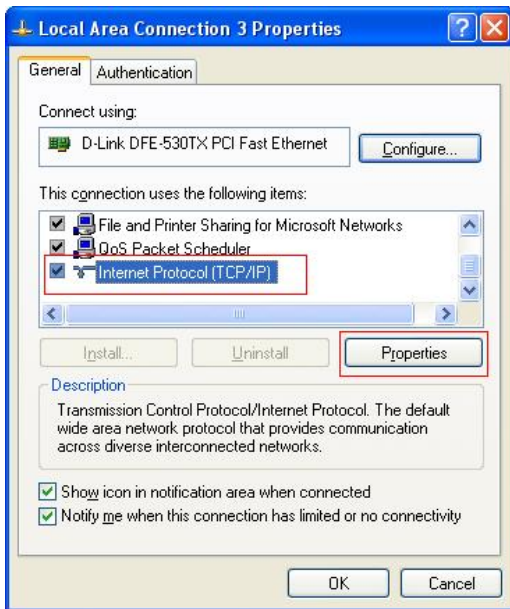 Local Area Connection 3 Properties
General Authentication
Connect using:
D-Link DFE-530TX PCI Fast Ethernet Configure...
This connection uses the following items:
File and Printer Sharing for Microsoft Networks
QoS Packet Scheduler
Internet Protocol (TCP/IP)
Install... Uninstall Properties
Description
Transmission Control Protocol/Internet Protocol. The default
wide area network protocol that provides communication
across diverse interconnected networks.
Show icon in notification area when connected
Notify me when this connection has limited or no connectivity
OK Cancel